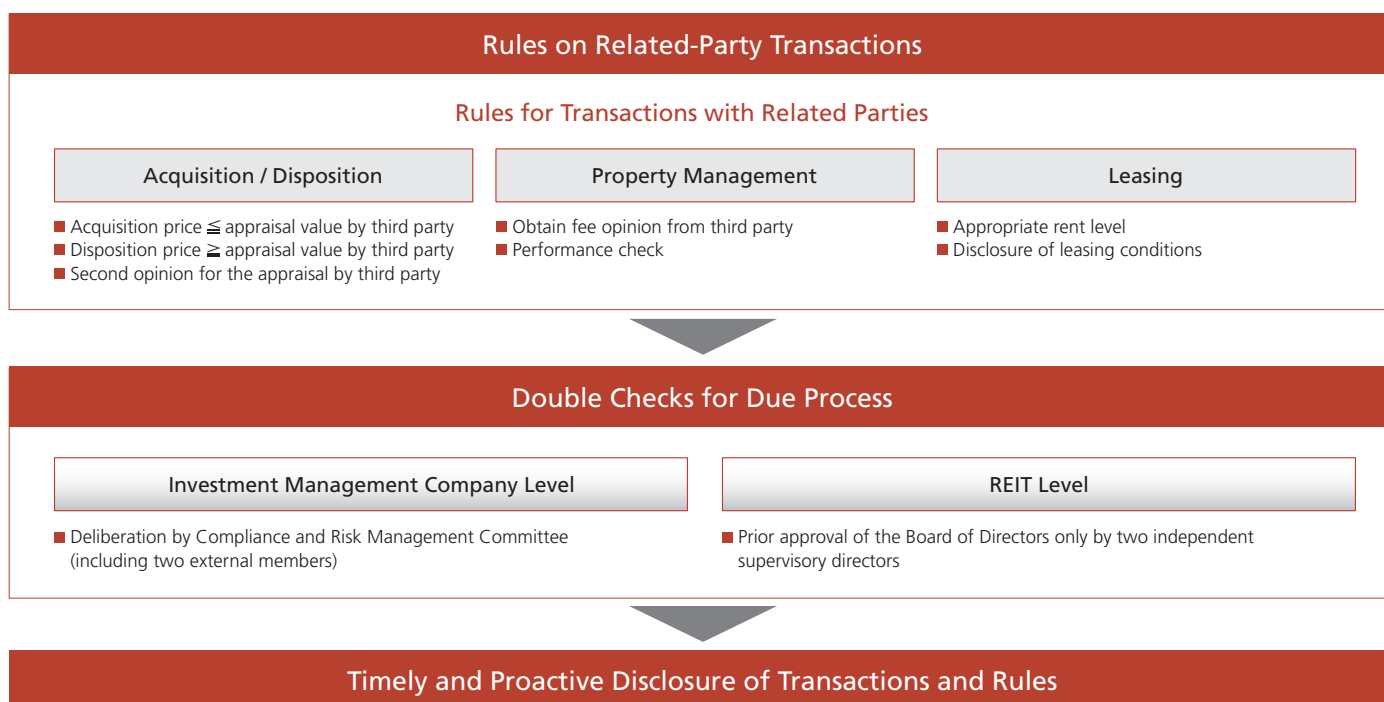 Rules on Related-Party Transactions
Rules for Transactions with Related Parties
Acquisition / Disposition
■ Acquisition price ≦ appraisal value by third party
■ Disposition price ≧ appraisal value by third party
■ Second opinion for the appraisal by third party
Property Management
■ Obtain fee opinion from third party
■ Performance check
Leasing
■ Appropriate rent level
■ Disclosure of leasing conditions
Double Checks for Due Process
Investment Management Company Level
■ Deliberation by Compliance and Risk Management Committee
(including two external members)
REIT Level
■ Prior approval of the Board of Directors only by two independent
supervisory directors
Timely and Proactive Disclosure of Transactions and Rules